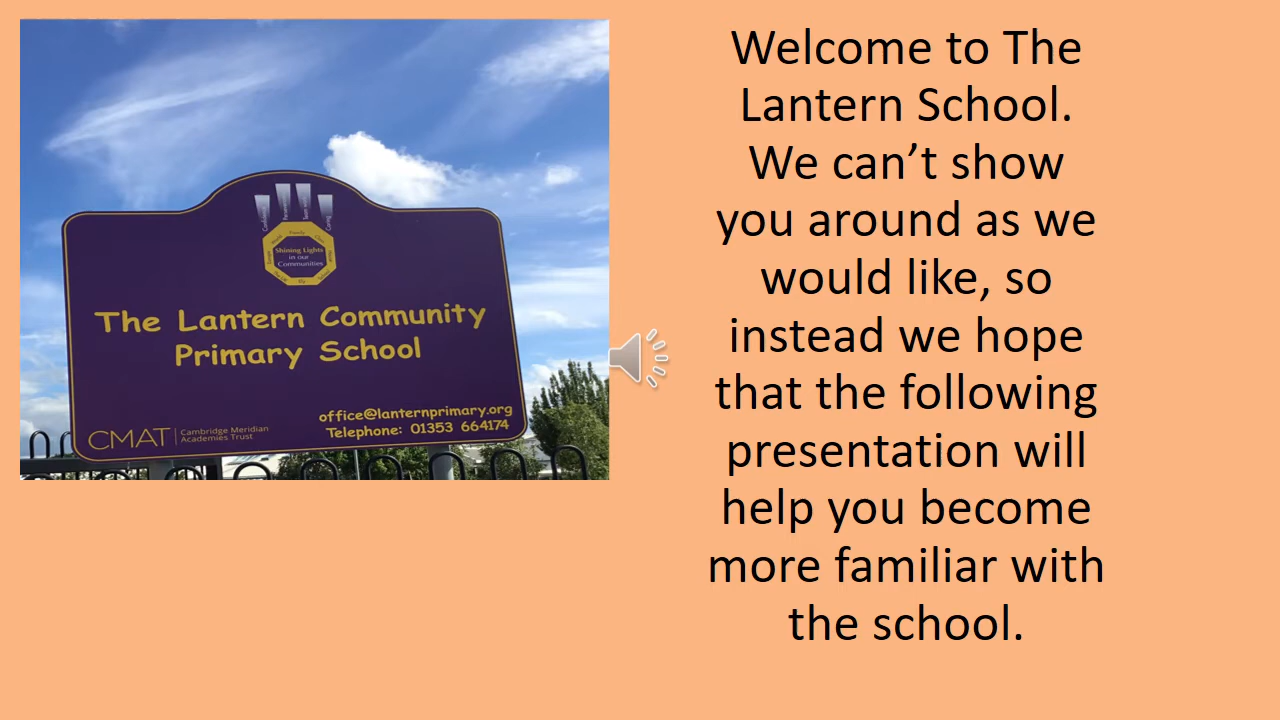 Shining Lights
in our
Communities
The Lantern Community
Primary School
office@lanternprimary.org
Telephone: 01353 664174
CMAT
Cambridge Meridian
Academies Trust
Welcome to The
Lantern School.
We can’t show
you around as we
would like, so
instead we hope
that the following
presentation will
help you become
more familiar with
the school.